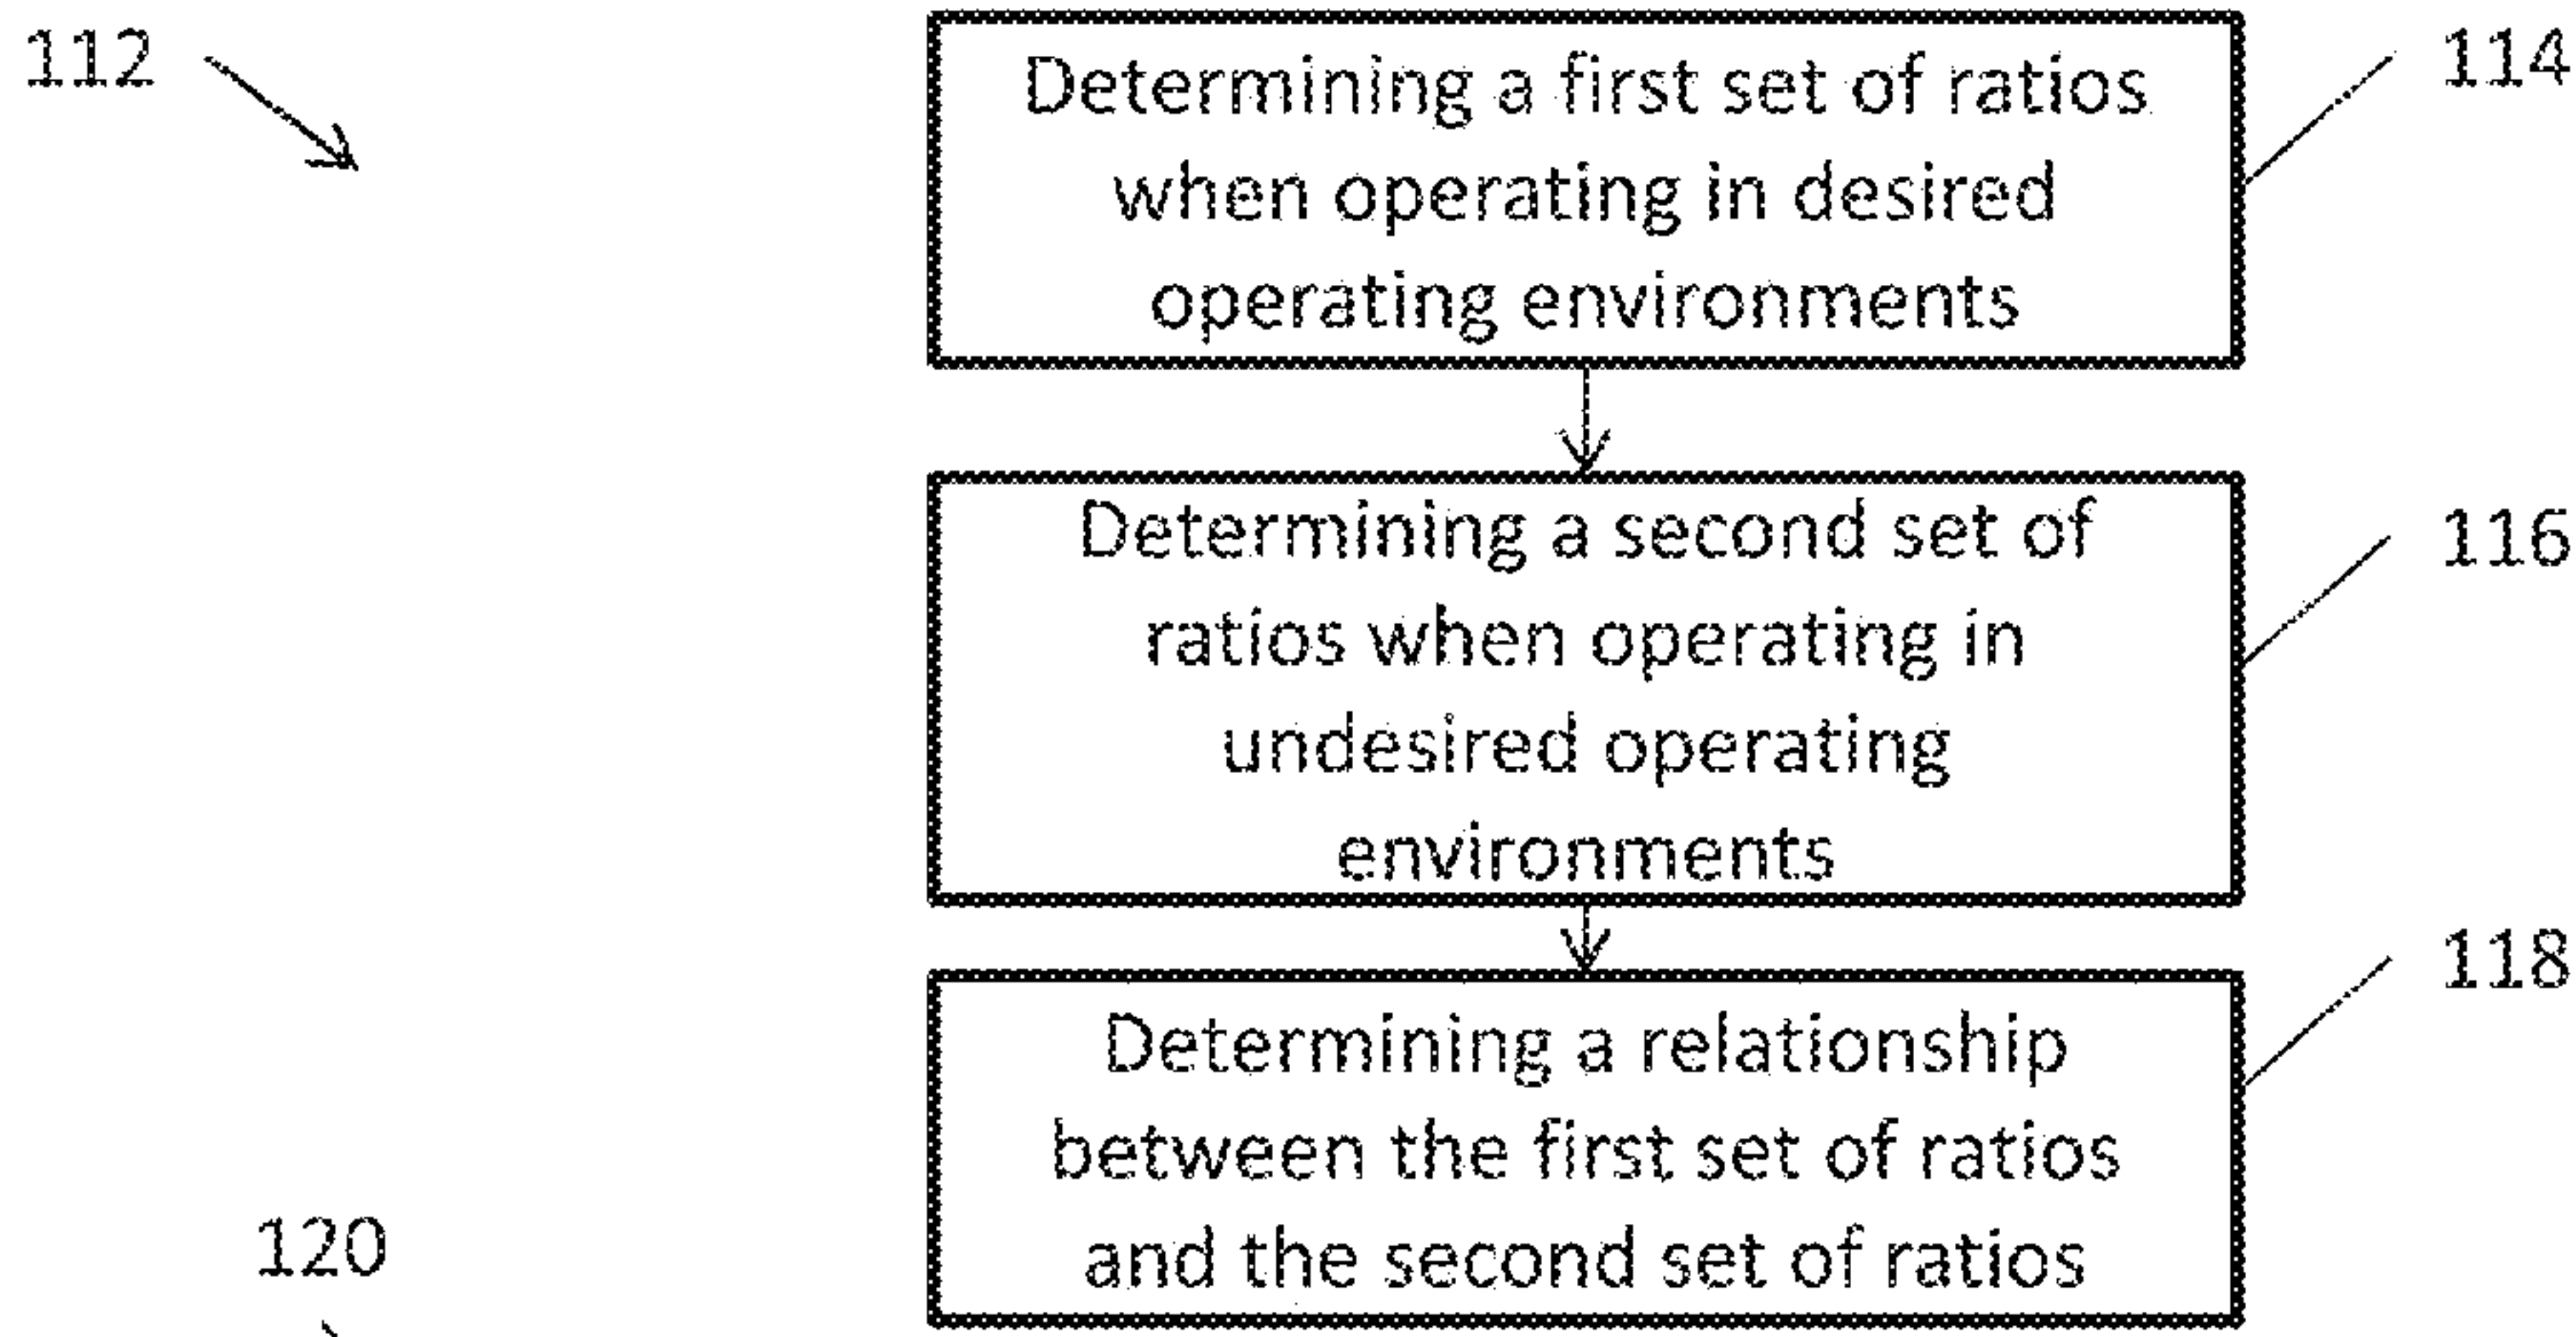 112
Determining a first set of ratios
when operating in desired
operating environments
114
Determining a second set of
ratios when operating in
undesired operating
environments
116
Determining a relationship
between the first set of ratios
and the second set of ratios
118
120